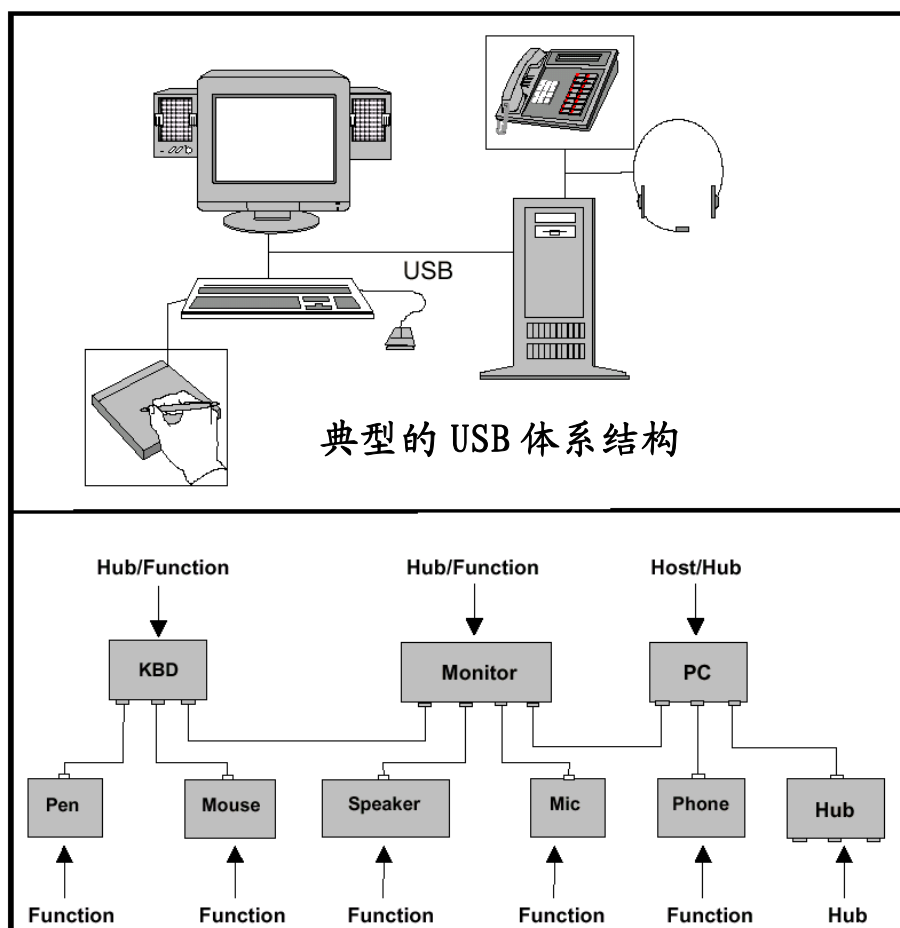 USB
典型的 USB 体系结构
Hub/Function Hub/Function Host/Hub
KBD Monitor PC
Pen Mouse Speaker Mic Phone Hub
Function Function Function Function Function Hub